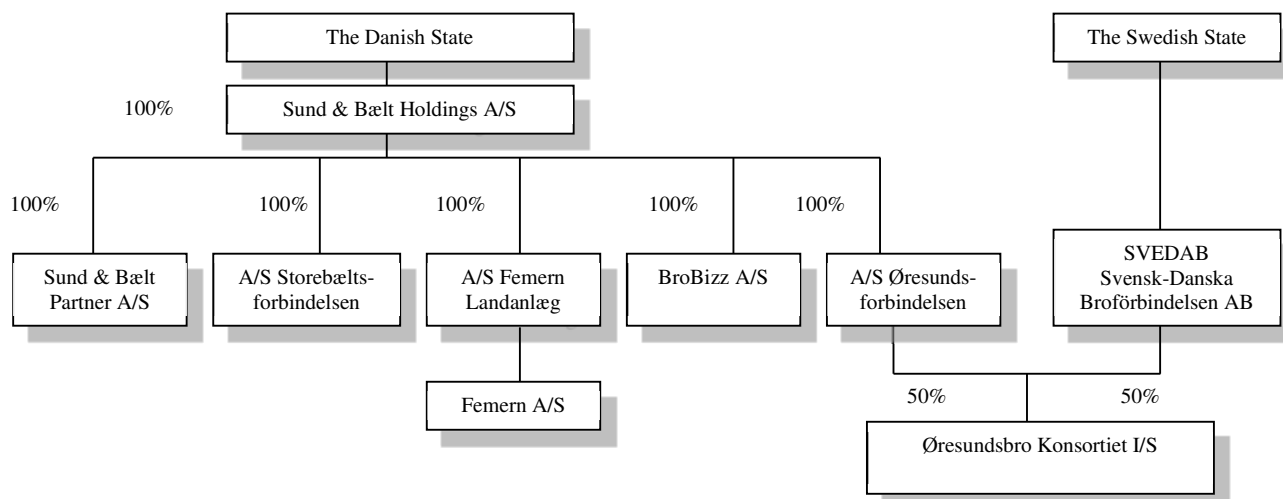 The Danish State
The Swedish State
100%
Sund & Bælt Holdings A/S
100%
100%
100%
100%
100%
Sund & Bælt
Partner A/S
A/S Storebælts-
forbindelsen
A/S Femern
Landanlæg
BroBizz A/S
A/S Øresunds-
forbindelsen
SVEDAB
Svensk-Danska
Broförbindelsen AB
Femern A/S
50%
50%
Øresundsbro Konsortiet I/S